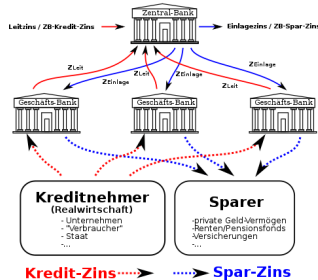 Zentral-Bank
Leitzins / ZB-Kredit-Zins
Einlagezins / ZB-Spar-Zins
ZLeit
ZEinlage
ZLeit
ZEinlage
ZLeit
ZEinlage
Geschäfts-Bank
Geschäfts-Bank
Geschäfts-Bank
Kreditnehmer
(Realwirtschaft)
- Unternehmen
- "Verbraucher"
- Staat
-...
Sparer
-private Geld-Vermögen
-Renten/Pensionsfonds
-Versicherungen
-...
Kredit-Zins
Spar-Zins